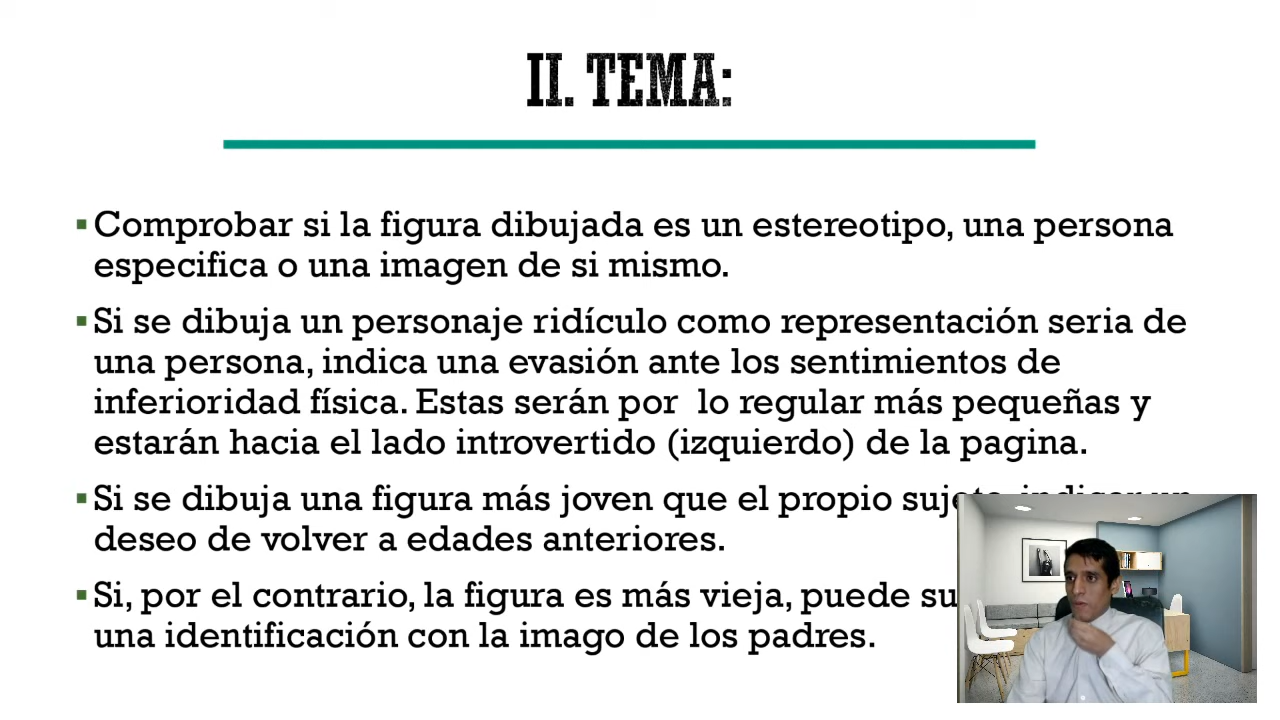 II. TEMA:
▪ Comprobar si la figura dibujada es un estereotipo, una persona
especifica o una imagen de si mismo.
▪ Si se dibuja un personaje ridículo como representación seria de
una persona, indica una evasión ante los sentimientos de
inferioridad física. Estas serán por lo regular más pequeñas y
estarán hacia el lado introvertido (izquierdo) de la pagina.
▪ Si se dibuja una figura más joven que el propio
deseo de volver a edades anteriores.
▪ Si, por el contrario, la figura es más vieja, puede
una identificación con la imago de los padres.